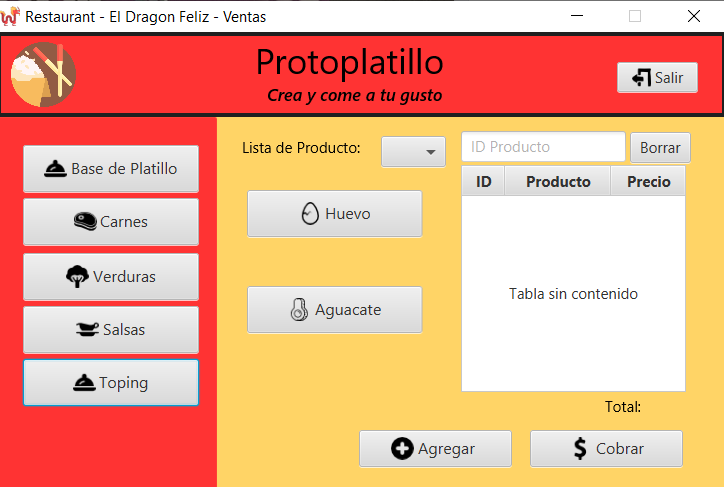 Restaurant - El Dragon Feliz - Ventas
Protoplatillo
Crea y come a tu gusto
Salir
Base de Platillo
Carnes
Verduras
Salsas
Toping
Lista de Producto:
Huevo
Aguacate
ID Producto
Borrar
ID Producto Precio
Tabla sin contenido
Total:
Agregar
Cobrar